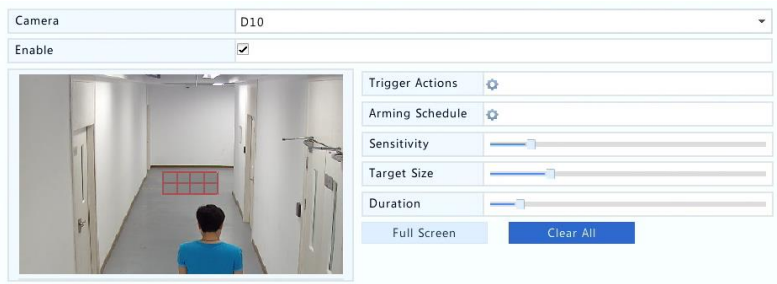 Camera
D10
Enable
Trigger Actions
Arming Schedule
Sensitivity
Target Size
Duration
Full Screen
Clear All